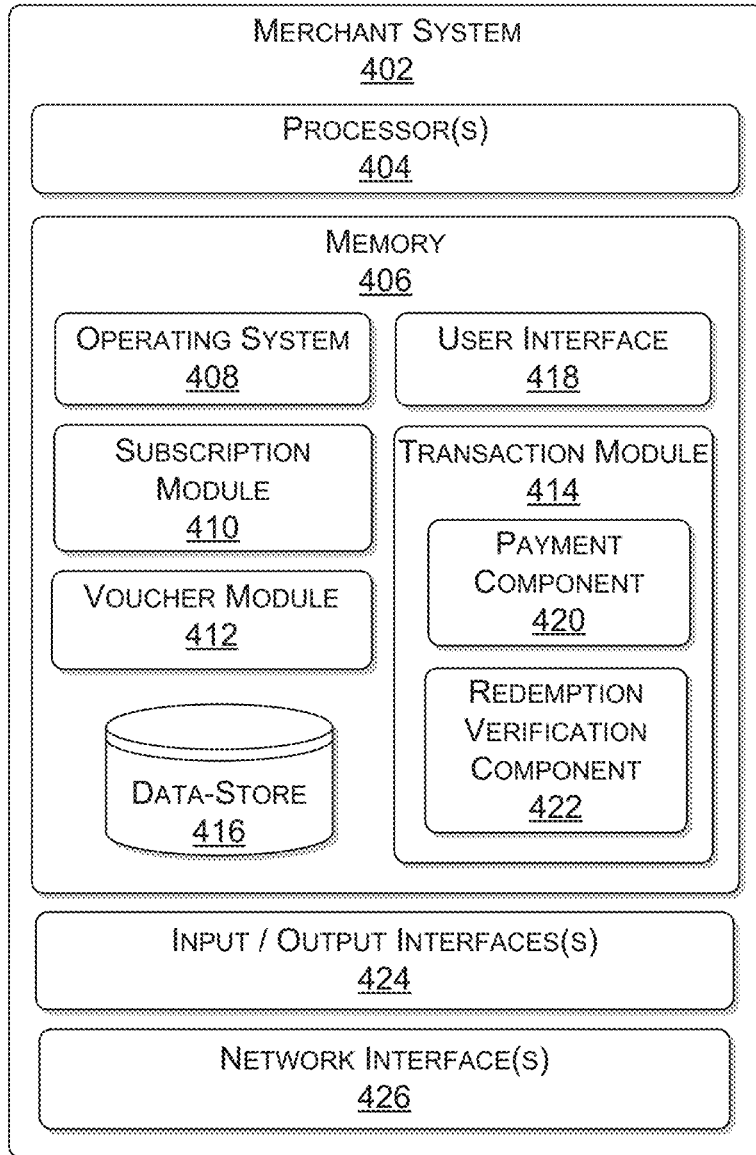 MERCHANT SYSTEM
402
PROCESSOR(S)
404
MEMORY
406
OPERATING SYSTEM
408
USER INTERFACE
418
SUBSCRIPTION
MODULE
410
VOUCHER MODULE
412
DATA-STORE
416
TRANSACTION MODULE
414
PAYMENT
COMPONENT
420
REDEMPTION
VERIFICATION
COMPONENT
422
INPUT / OUTPUT INTERFACES(S)
424
NETWORK INTERFACE(S)
426